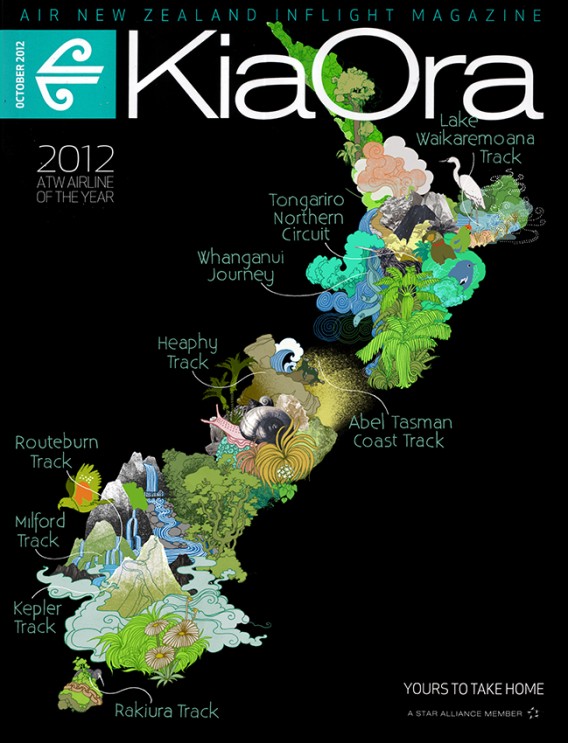 AIR NEW ZEALAND INFLIGHT MAGAZINE
OCTOBER 2012
KiaOra
2012
ATW AIRLINE
OF THE YEAR
Lake
Waikaremoana
Track
Tongariro
Northern
Circuit
Whanganui
Journey
Heaphy
Track
Abel Tasman
Coast Track
Routeburn
Track
Milford
Track
Kepler
Track
Rakiura Track
YOURS TO TAKE HOME
A STAR ALLIANCE MEMBER